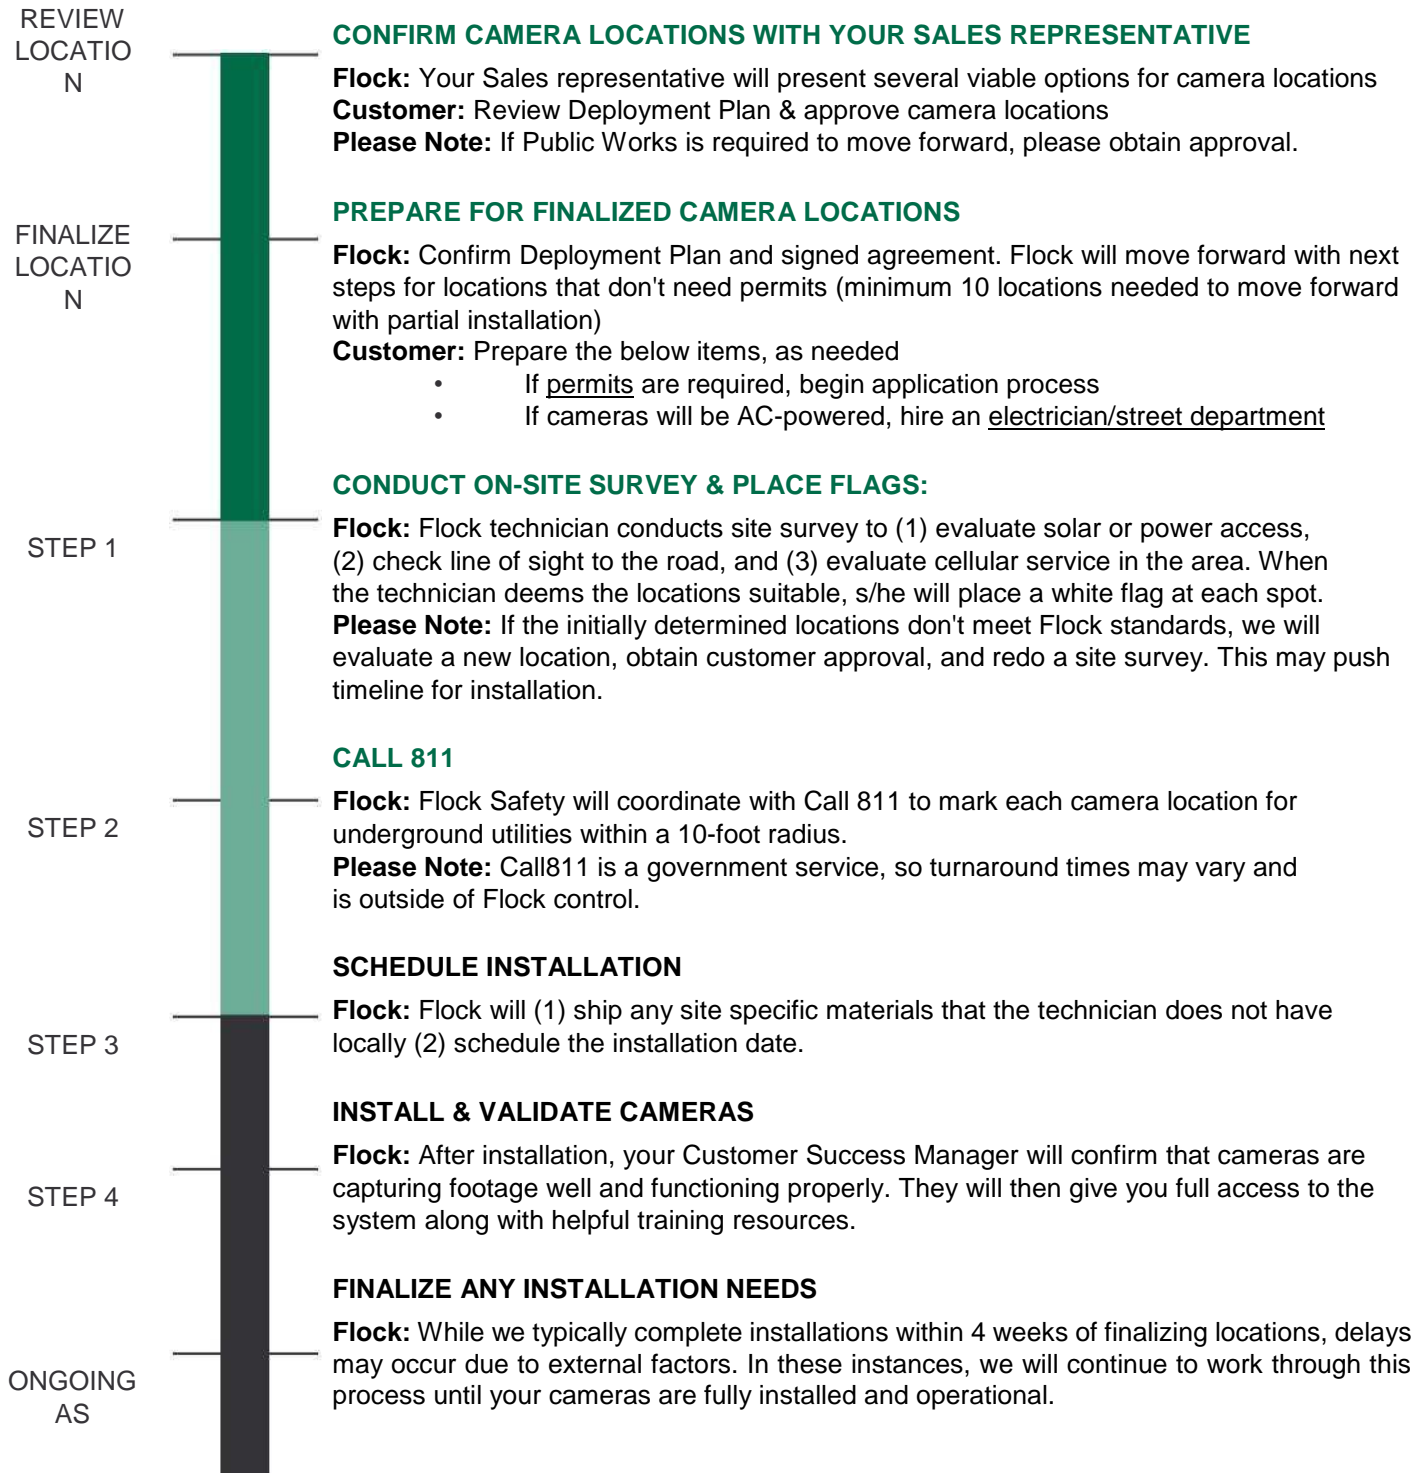 REVIEW
LOCATIO
N
CONFIRM CAMERA LOCATIONS WITH YOUR SALES REPRESENTATIVE
Flock: Your Sales representative will present several viable options for camera locations
Customer: Review Deployment Plan & approve camera locations
Please Note: If Public Works is required to move forward, please obtain approval.
FINALIZE
LOCATIO
N
PREPARE FOR FINALIZED CAMERA LOCATIONS
Flock: Confirm Deployment Plan and signed agreement. Flock will move forward with next
steps for locations that don't need permits (minimum 10 locations needed to move forward
with partial installation)
Customer: Prepare the below items, as needed
• If permits are required, begin application process
• If cameras will be AC-powered, hire an electrician/street department
STEP 1
CONDUCT ON-SITE SURVEY & PLACE FLAGS:
Flock: Flock technician conducts site survey to (1) evaluate solar or power access,
(2) check line of sight to the road, and (3) evaluate cellular service in the area. When
the technician deems the locations suitable, s/he will place a white flag at each spot.
Please Note: If the initially determined locations don't meet Flock standards, we will
evaluate a new location, obtain customer approval, and redo a site survey. This may push
timeline for installation.
STEP 2
CALL 811
Flock: Flock Safety will coordinate with Call 811 to mark each camera location for
underground utilities within a 10-foot radius.
Please Note: Call811 is a government service, so turnaround times may vary and
is outside of Flock control.
STEP 3
SCHEDULE INSTALLATION
Flock: Flock will (1) ship any site specific materials that the technician does not have
locally (2) schedule the installation date.
STEP 4
INSTALL & VALIDATE CAMERAS
Flock: After installation, your Customer Success Manager will confirm that cameras are
capturing footage well and functioning properly. They will then give you full access to the
system along with helpful training resources.
ONGOING
AS
FINALIZE ANY INSTALLATION NEEDS
Flock: While we typically complete installations within 4 weeks of finalizing locations, delays
may occur due to external factors. In these instances, we will continue to work through this
process until your cameras are fully installed and operational.